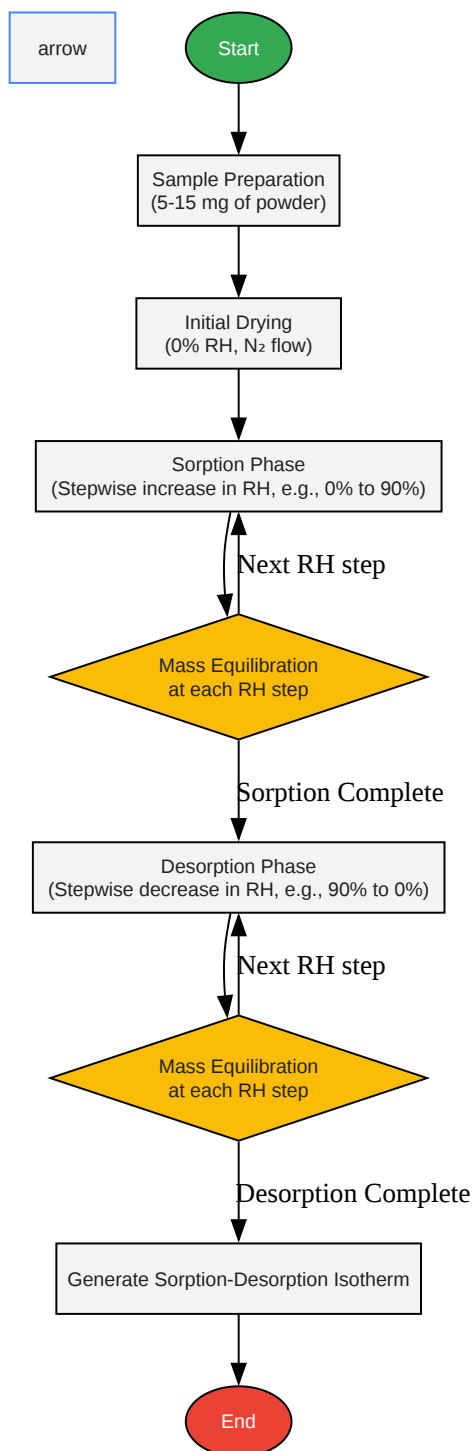 arrow
Start
Sample Preparation
(5-15 mg of powder)
Initial Drying
(0% RH, N₂ flow)
Sorption Phase
(Stepwise increase in RH, e.g., 0% to 90%)
Next RH step
Mass Equilibration
at each RH step
Sorption Complete
Desorption Phase
(Stepwise decrease in RH, e.g., 90% to 0%)
Next RH step
Mass Equilibration
at each RH step
Desorption Complete
Generate Sorption-Desorption Isotherm
End